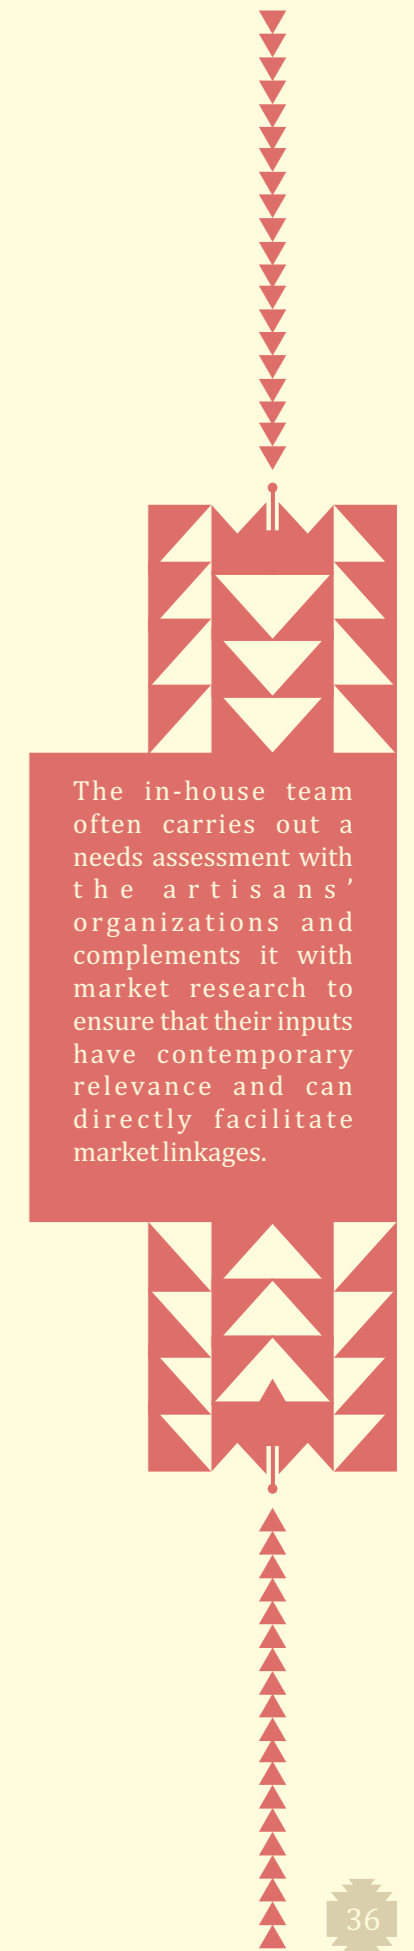 The in-house team
often carries out a
needs assessment with
the artisans’
organizations and
complements it with
market research to
ensure that their inputs
have contemporary
relevance and can
directly facilitate
market linkages.
36